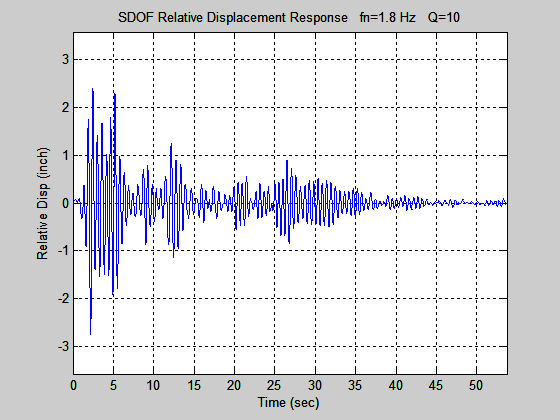 SDOF Relative Displacement Response fn=1.8 Hz Q=10
Relative Disp (inch)
3
2
1
0
-1
-2
-3
0 5 10 15 20 25 30 35 40 45 50
Time (sec)